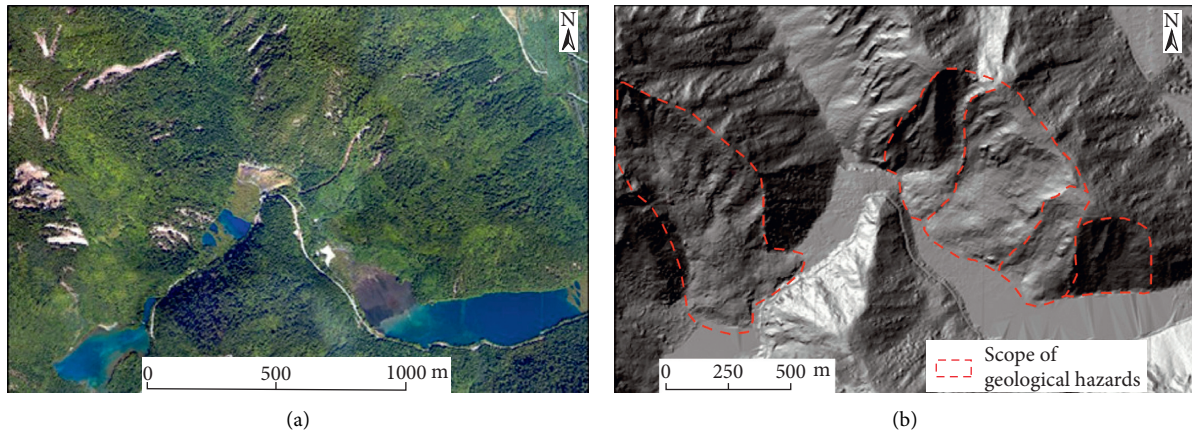 N
0 500 1000 m
(a)
N
0 250 500 m
Scope of
geological hazards
(b)